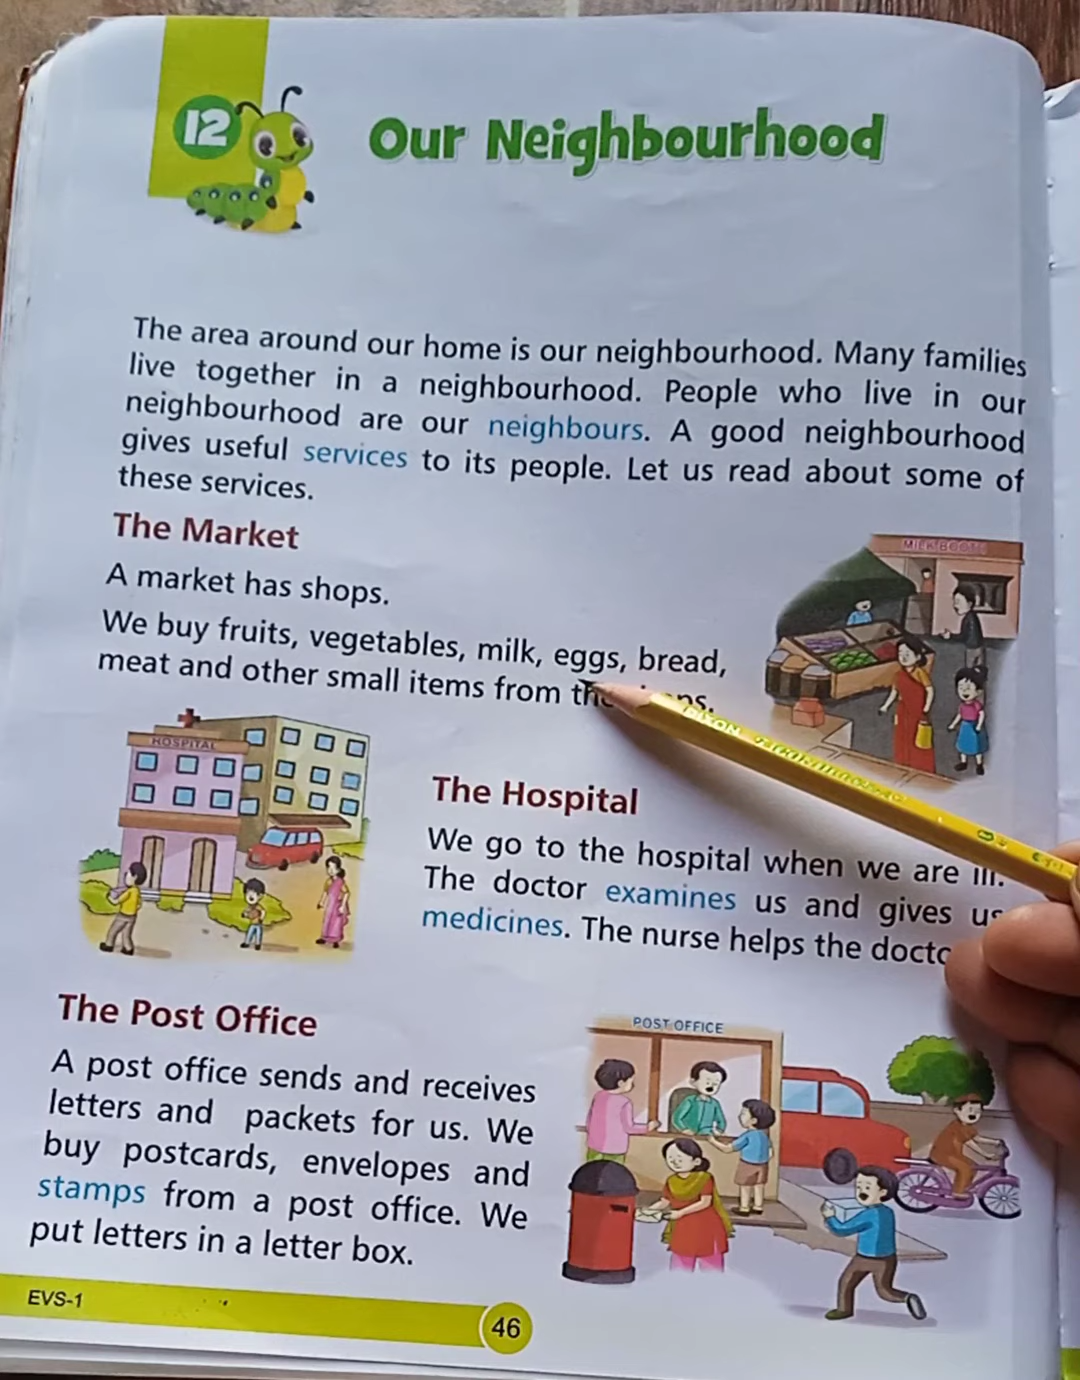 12
Our Neighbourhood
The area around our home is our neighbourhood. Many families
live together in a neighbourhood. People who live in our
neighbourhood are our neighbours. A good neighbourhood
gives useful services to its people. Let us read about some of
these services.
The Market
A market has shops.
We buy fruits, vegetables, milk, eggs, bread,
meat and other small items from
MILK BOOTH
HOSPITAL
The Hospital
We go to the hospital when we are ill.
The doctor examines us and gives us
medicines. The nurse helps the
The Post Office
A post office sends and receives
letters and packets for us. We
buy postcards, envelopes and
stamps from a post office. We
put letters in a letter box.
POST OFFICE
EVS-1
46